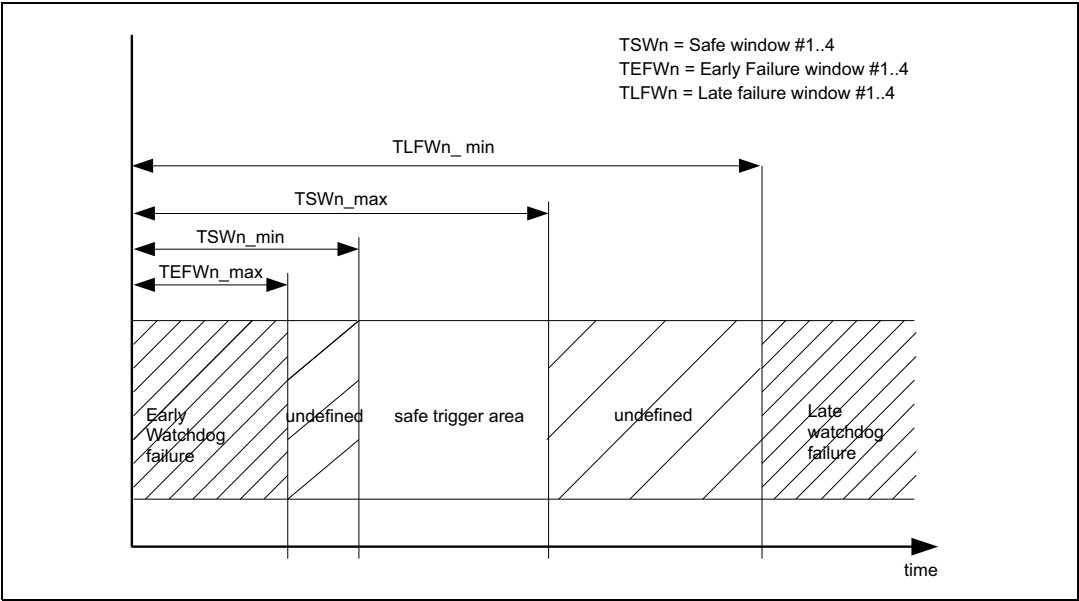 TSWn = Safe window #1..4
TEFWn = Early Failure window #1..4
TLFWn = Late failure window #1..4
TLFWn_ min
TSWn_max
TSWn_min
TEFWn_max
Early
Watchdog
failure
undefined
safe trigger area
undefined
Late
watchdog
failure
time